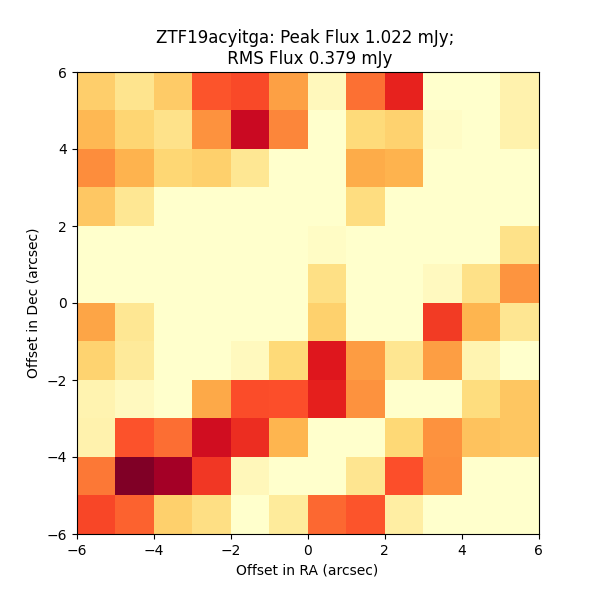 ZTF19acyitga: Peak Flux 1.022 mJy;
RMS Flux 0.379 mJy
6
4
2
0
−2
−4
−6
Offset in Dec (arcsec)
−6 −4 −2 0 2 4 6
Offset in RA (arcsec)